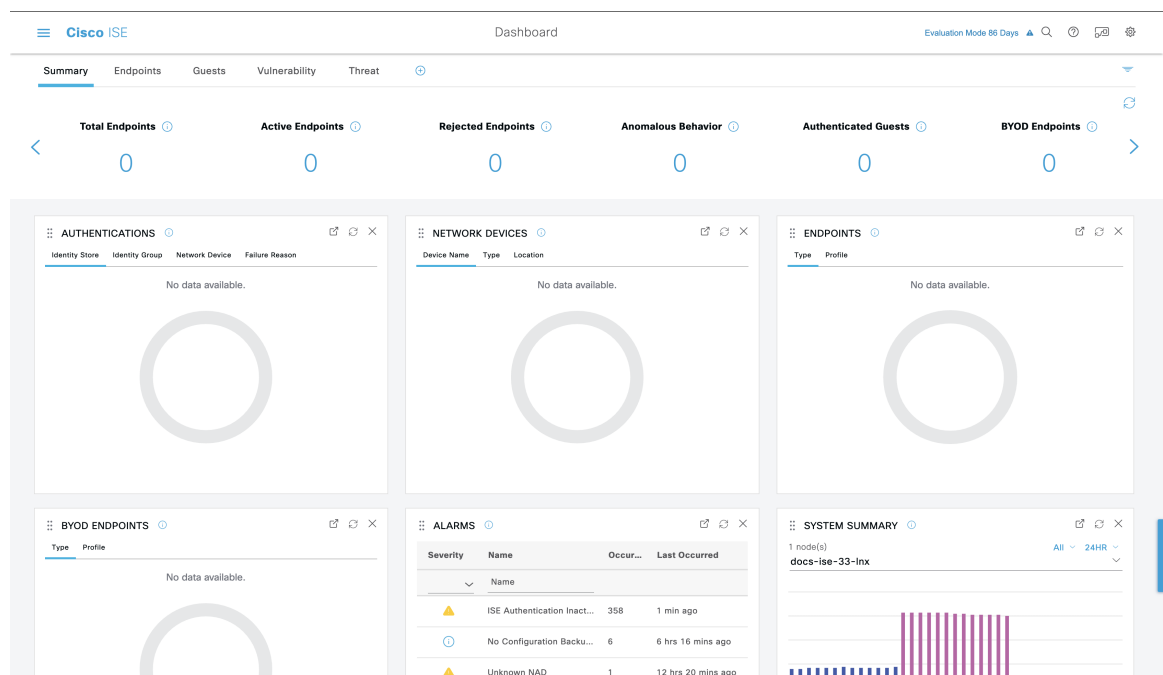 Cisco ISE
Dashboard
Evaluation Mode 86 Days
Summary Endpoints Guests Vulnerability Threat
Total Endpoints Active Endpoints Rejected Endpoints Anomalous Behavior Authenticated Guests BYOD Endpoints
0 0 0 0 0 0
AUTHENTICATIONS
Identity Store Identity Group Network Device Failure Reason
No data available.
NETWORK DEVICES
Device Name Type Location
No data available.
ENDPOINTS
Type Profile
No data available.
BYOD ENDPOINTS
Type Profile
No data available.
ALARMS
Severity Name Occur... Last Occurred
Name
ISE Authentication Inact... 358 1 min ago
No Configuration Backu... 6 6 hrs 16 mins ago
Unknown NAD 1 12 hrs 20 mins ago
SYSTEM SUMMARY
1 node(s) All 24HR
docs-ise-33-lnx